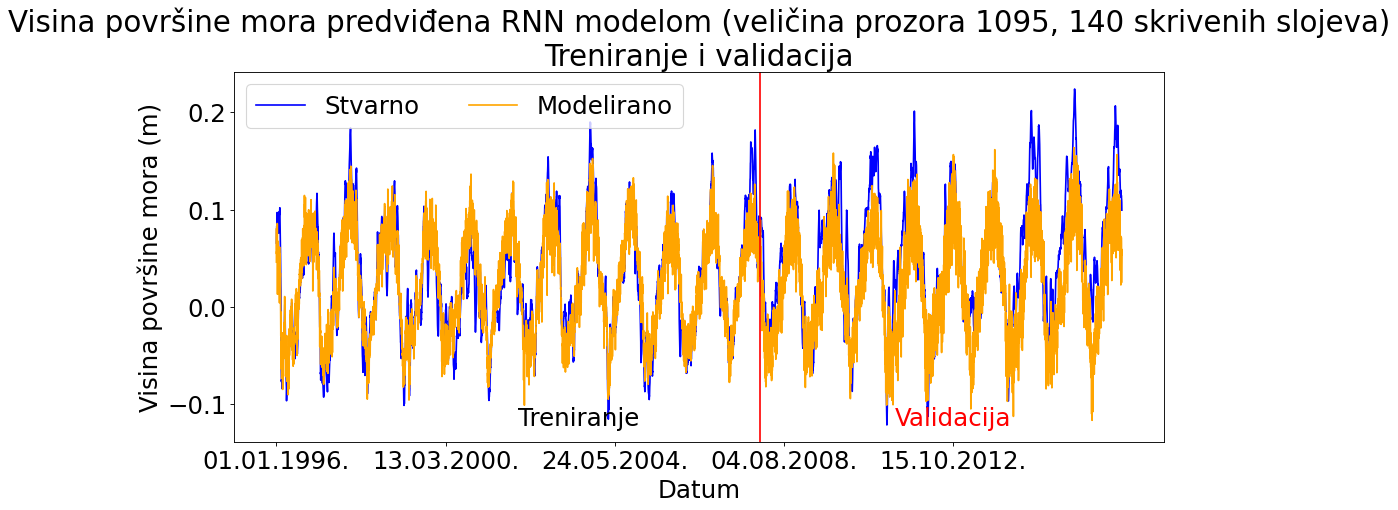 Visina površine mora predviđena RNN modelom (veličina prozora 1095, 140 skrivenih slojeva)
Treniranje i validacija
Stvarno Modelirano
Visina površine mora (m)
0.2
0.1
0.0
−0.1
Treniranje Validacija
01.01.1996. 13.03.2000. 24.05.2004. 04.08.2008. 15.10.2012.
Datum